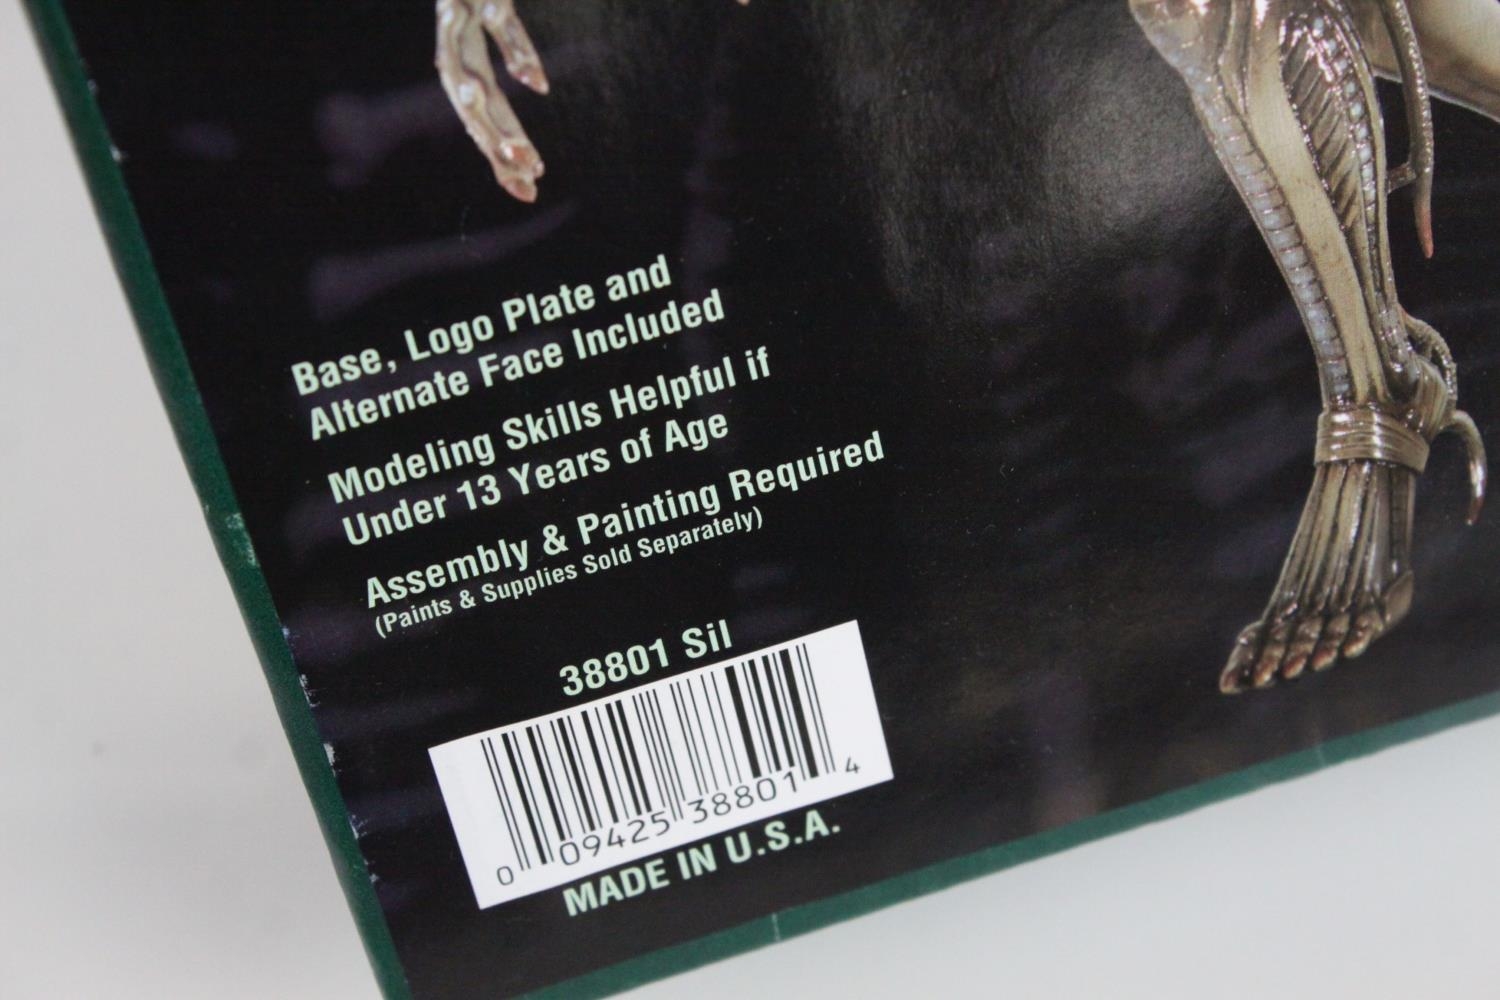 Base, Logo Plate and
Alternate Face Included
Modeling Skills Helpful if
Under 13 Years of Age
Assembly & Painting Required
(Paints & Supplies Sold Separately)
38801 Sil
0 09425 38801 4
MADE IN U.S.A.